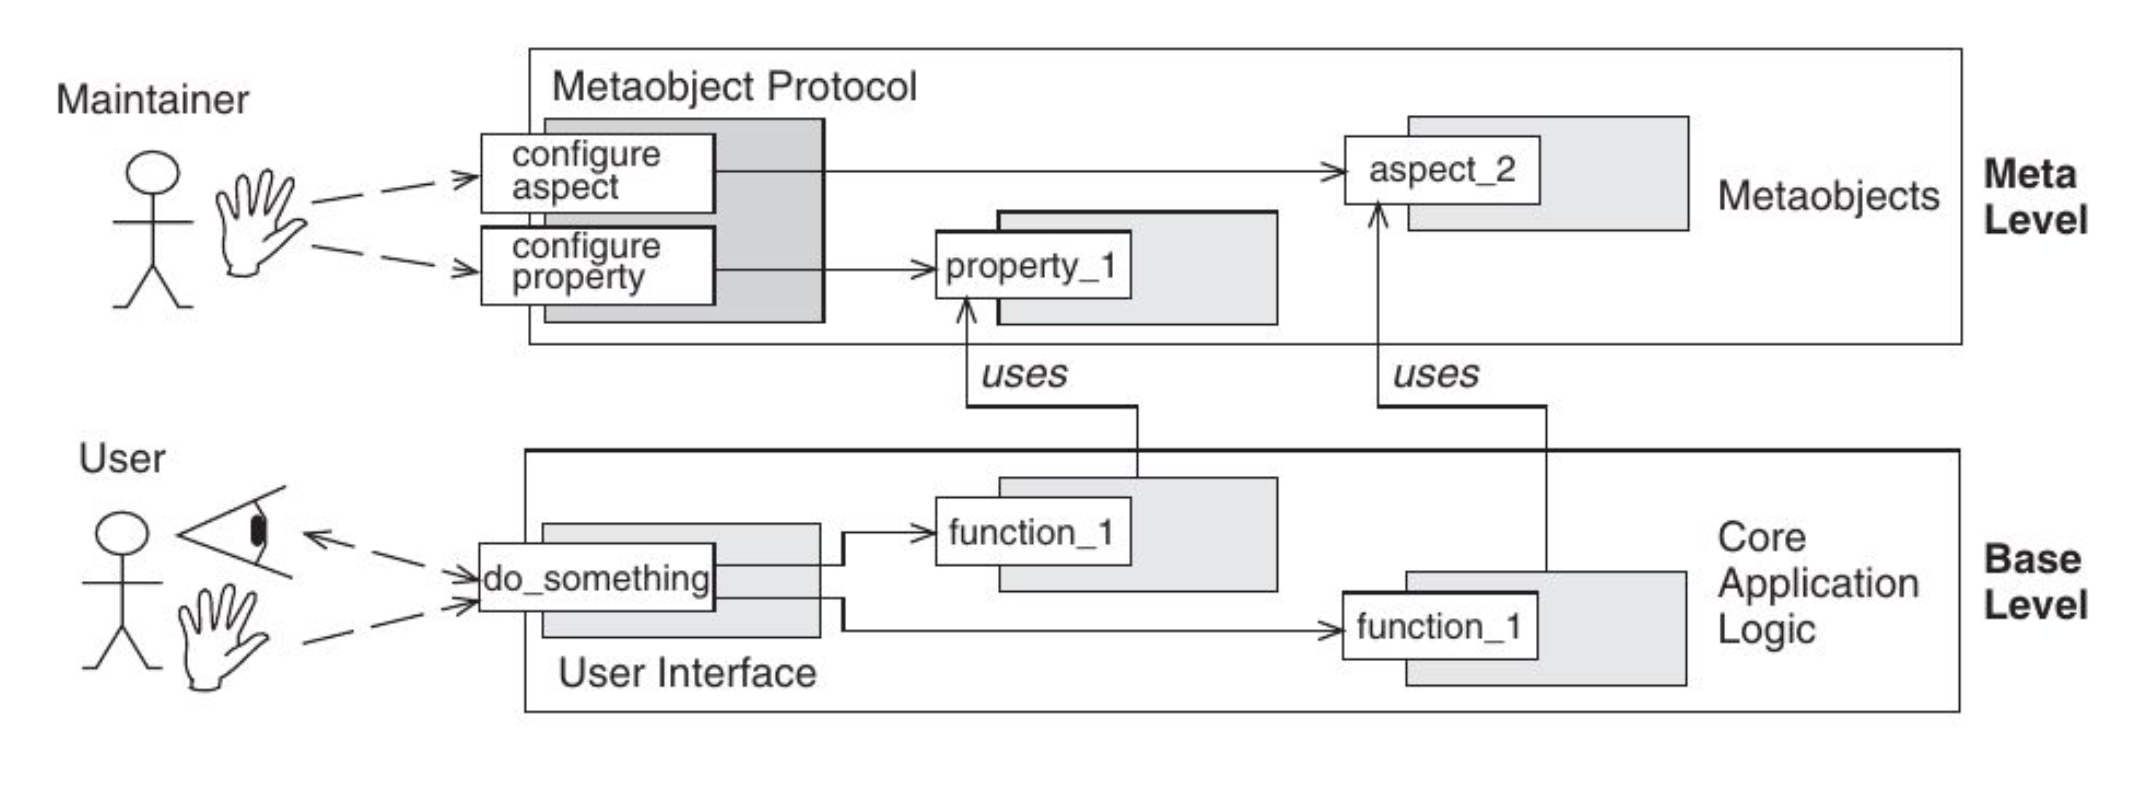 Maintainer
Metaobject Protocol
configure
aspect
configure
property
aspect_2
property_1
Metaobjects
Meta
Level
uses
uses
User
do_something
User Interface
function_1
function_1
Core
Application
Logic
Base
Level